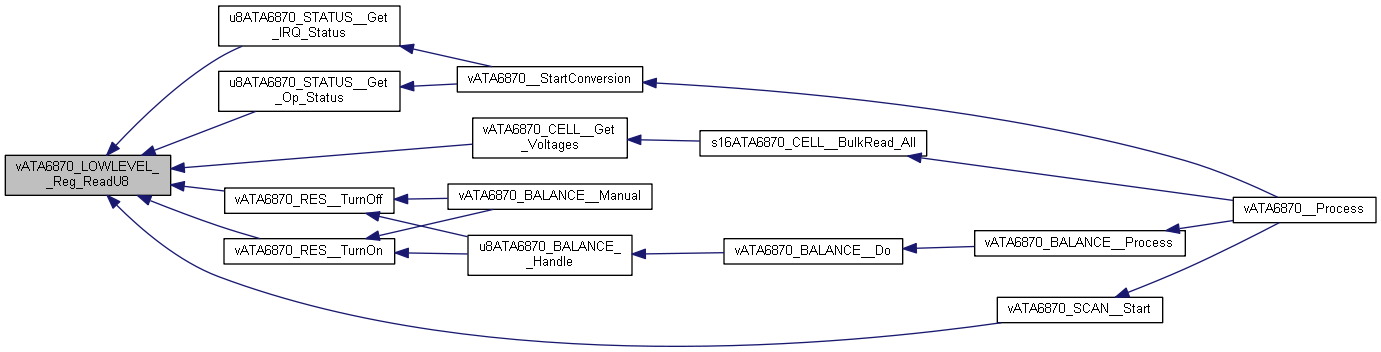 u8ATA6870_STATUS__Get
_IRQ_Status
u8ATA6870_STATUS__Get
_Op_Status
vATA6870__StartConversion
vATA6870_CELL__Get
_Voltages
s16ATA6870_CELL__BulkRead_All
vATA6870_LOWLEVEL_
_Reg_ReadU8
vATA6870_RES__TurnOff
vATA6870_BALANCE__Manual
vATA6870__Process
vATA6870_RES__TurnOn
u8ATA6870_BALANCE_
_Handle
vATA6870_BALANCE__Do
vATA6870_BALANCE__Process
vATA6870_SCAN__Start